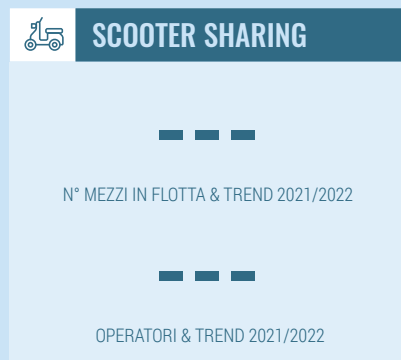 SCOOTER SHARING
---
N° MEZZI IN FLOTTA & TREND 2021/2022
---
OPERATORI & TREND 2021/2022